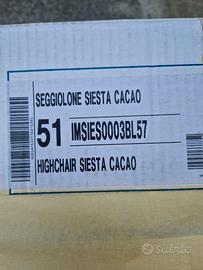 SEGGIOLONE SIESTA CACAO
51
IMSIES0003BL57
HIGHCHAIR SIESTA CACAO
subito